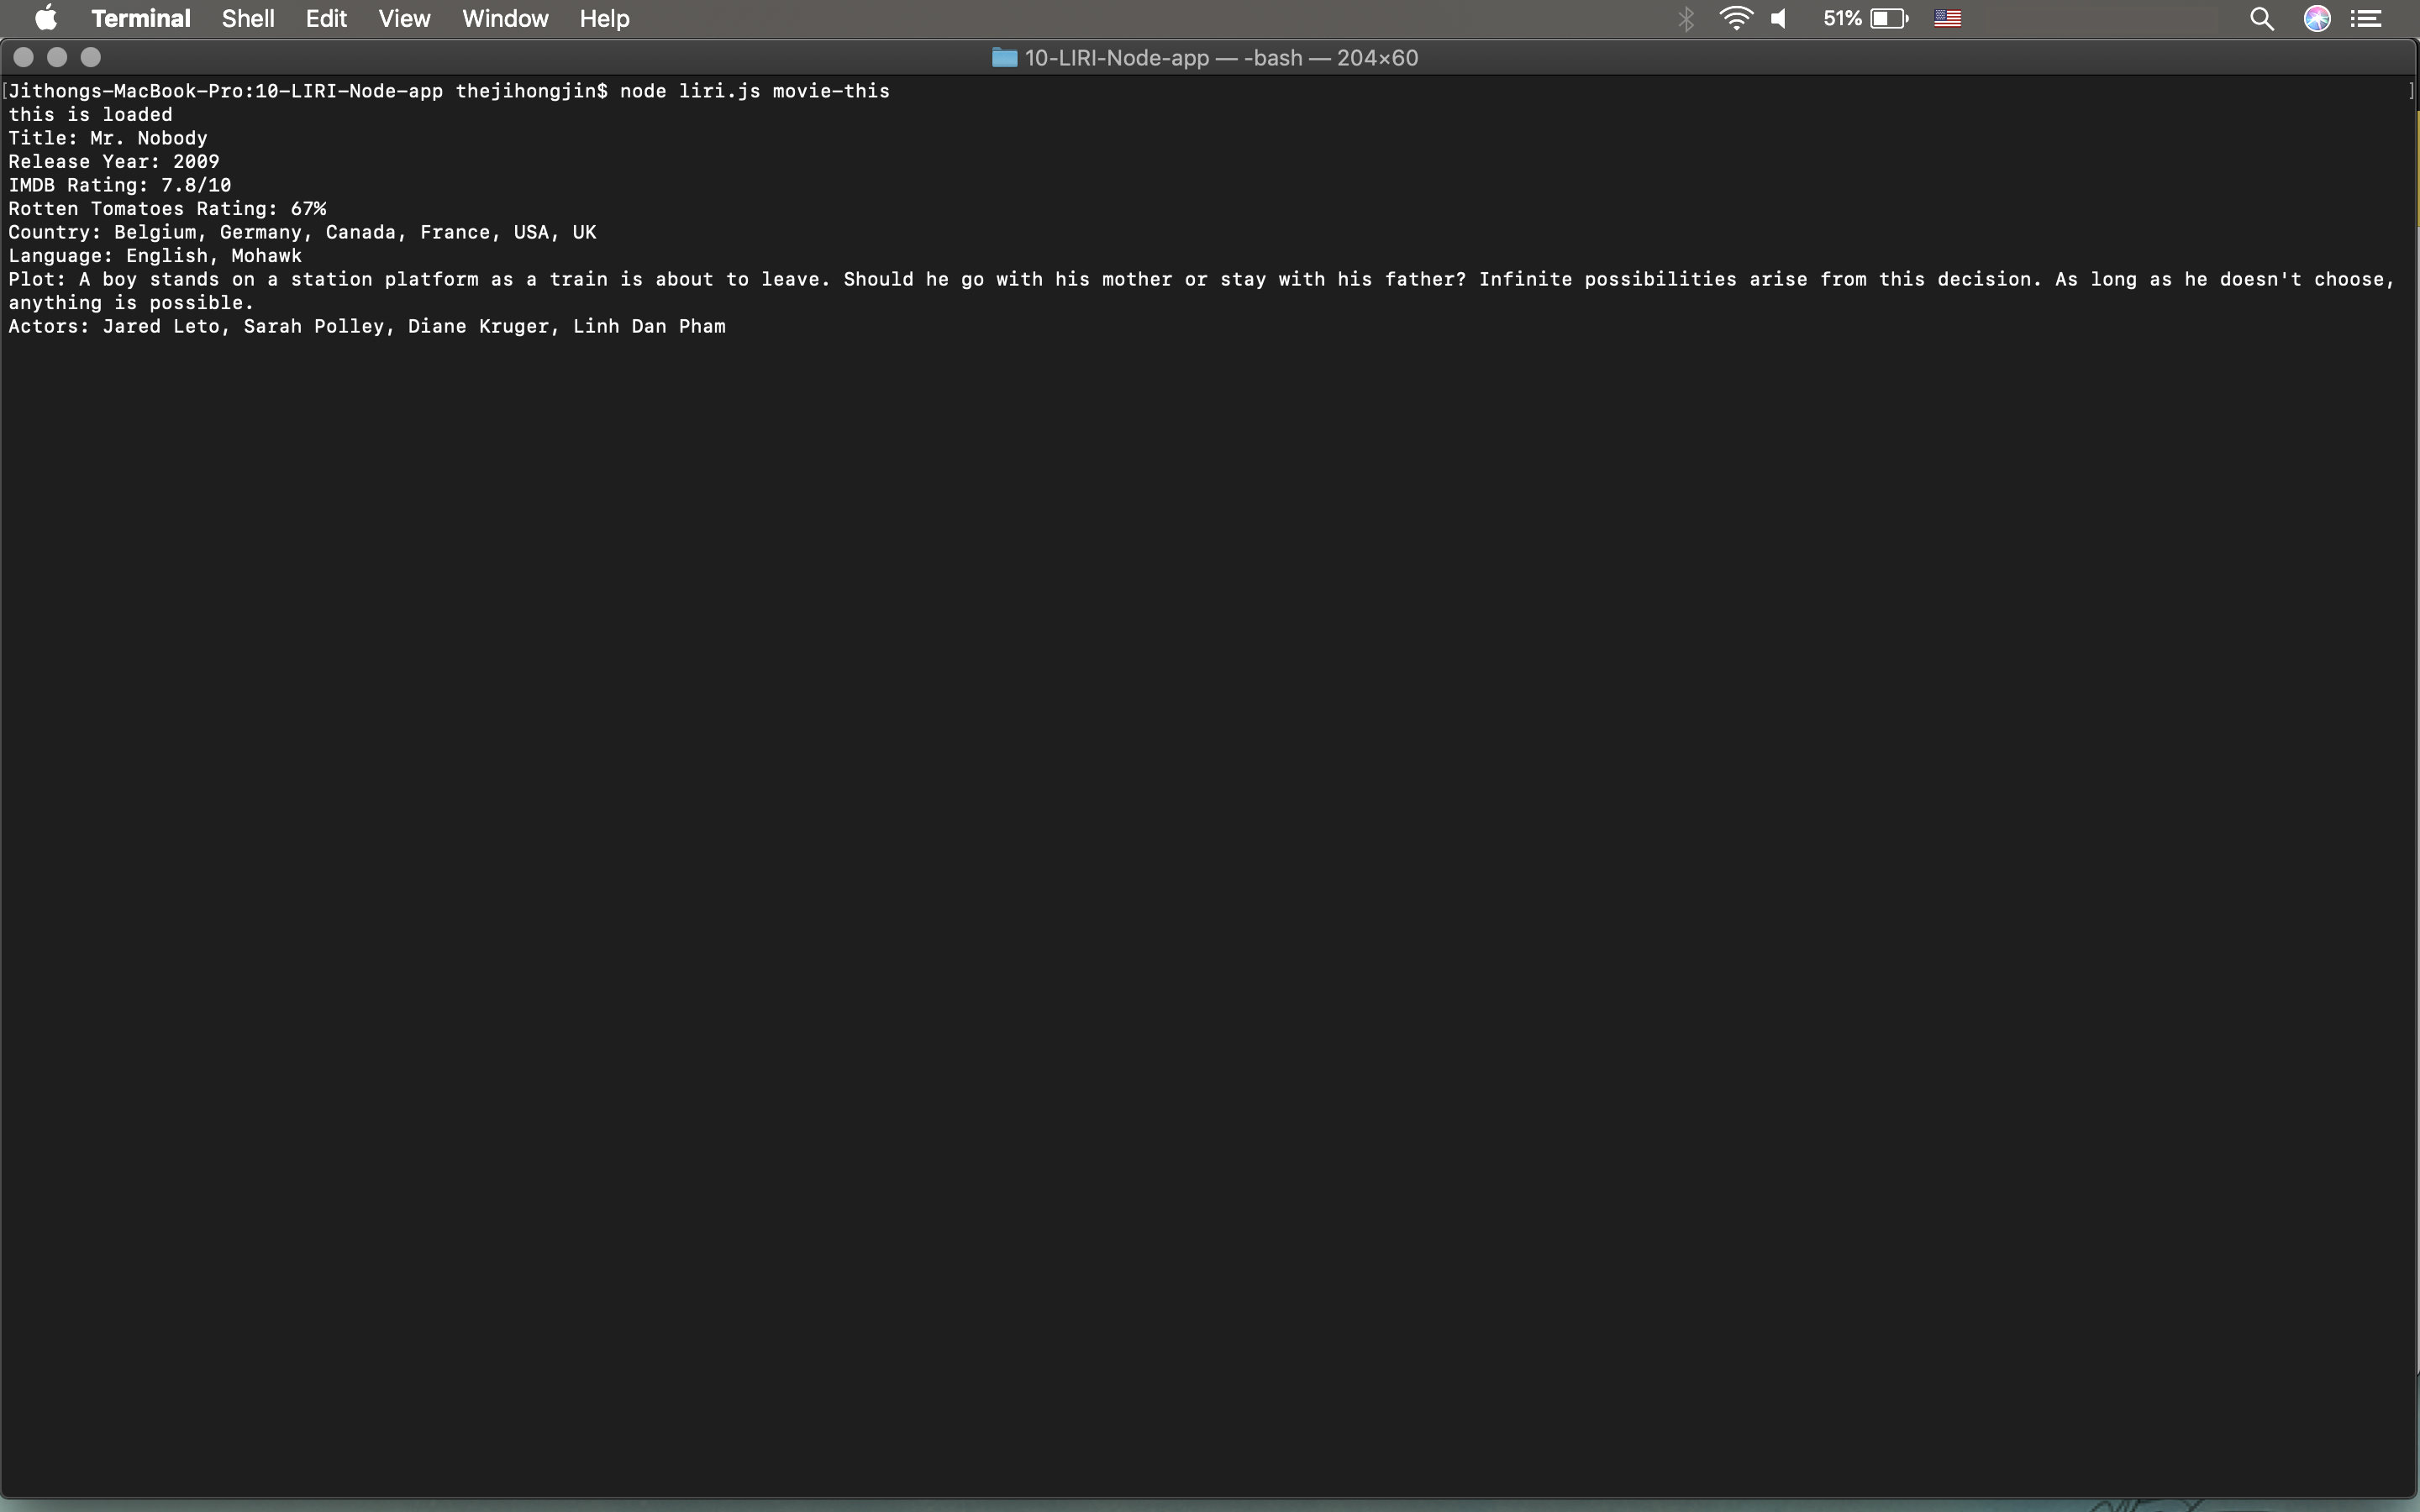 Terminal Shell Edit View Window Help 51%
10-LIRI-Node-app — -bash — 204×60
[Jithongs-MacBook-Pro:10-LIRI-Node-app thejihongjin$ node liri.js movie-this ]
this is loaded
Title: Mr. Nobody
Release Year: 2009
IMDB Rating: 7.8/10
Rotten Tomatoes Rating: 67%
Country: Belgium, Germany, Canada, France, USA, UK
Language: English, Mohawk
Plot: A boy stands on a station platform as a train is about to leave. Should he go with his mother or stay with his father? Infinite possibilities arise from this decision. As long as he doesn't choose,
anything is possible.
Actors: Jared Leto, Sarah Polley, Diane Kruger, Linh Dan Pham